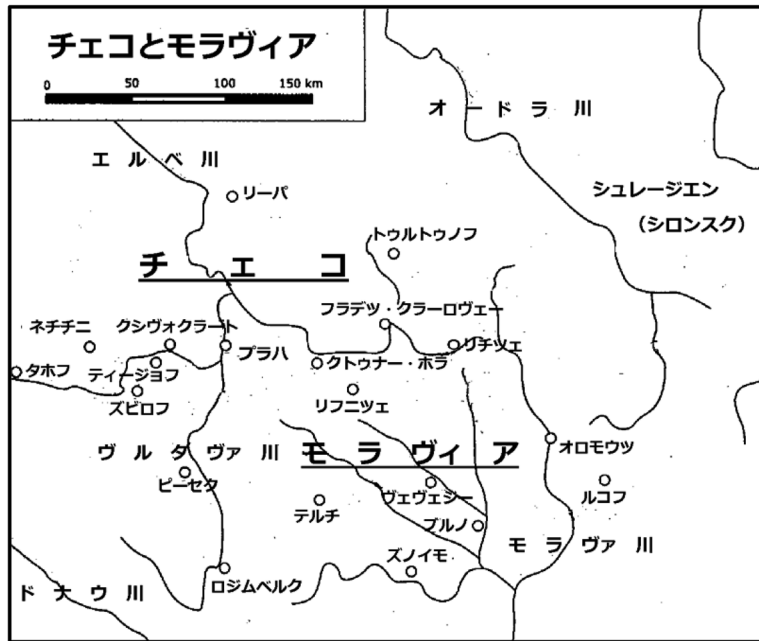 チェコとモラヴィア
0 50 100 150 km
オードラ川
エルベ川
リーパ
シュレージエン
(シロンスク)
トゥルトゥノフ
チェコ
フラデツ・クラーロヴェー
ネチチニ
クシヴォクラート
プラハ
リチツェ
タホフ
ティージョフ
クトゥナー・ホラ
ズビロフ
リフニツェ
ヴルタヴァ川
モラヴィア
オロモウツ
ピーセク
ヴェヴェジー
ルコフ
テルチ
ブルノ
モラヴァ川
ズノイモ
ドナウ川
ロジムベルク